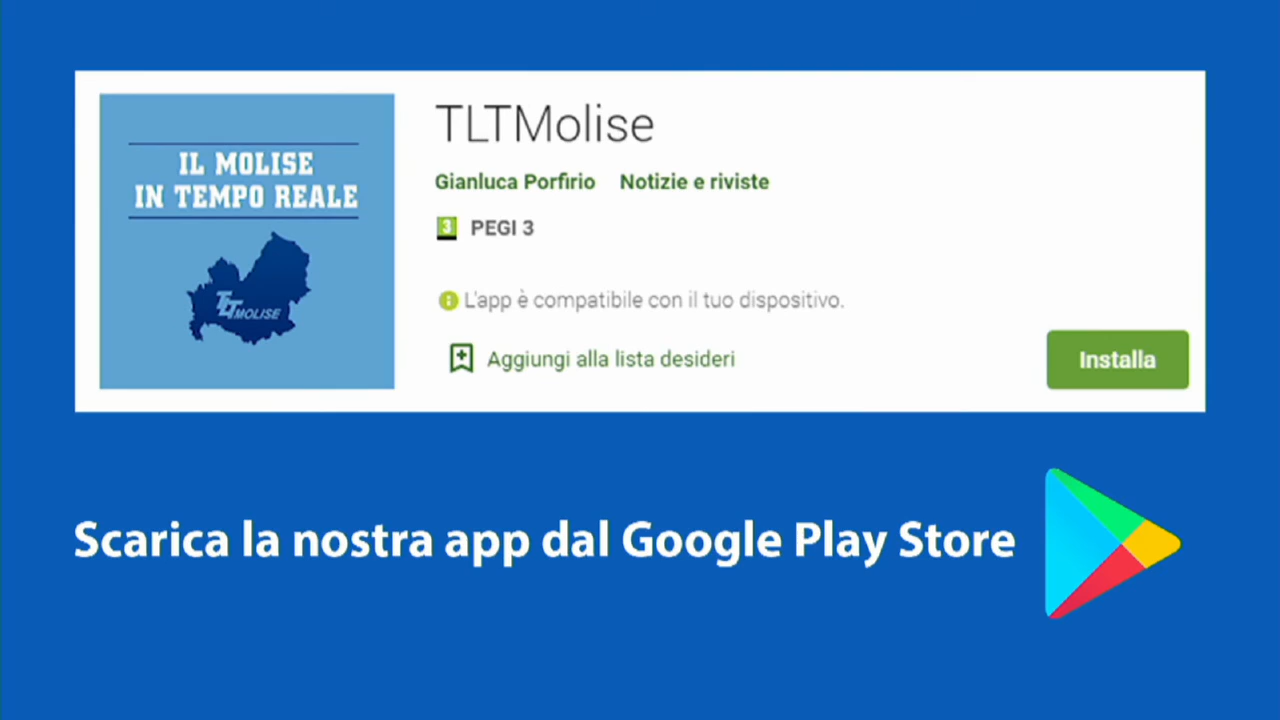 IL MOLISE
IN TEMPO REALE
TLT MOLISE
TLTMolise
Gianluca Porfirio Notizie e riviste
3 PEGI 3
L'app è compatibile con il tuo dispositivo.
Aggiungi alla lista desideri
Installa
Scarica la nostra app dal Google Play Store